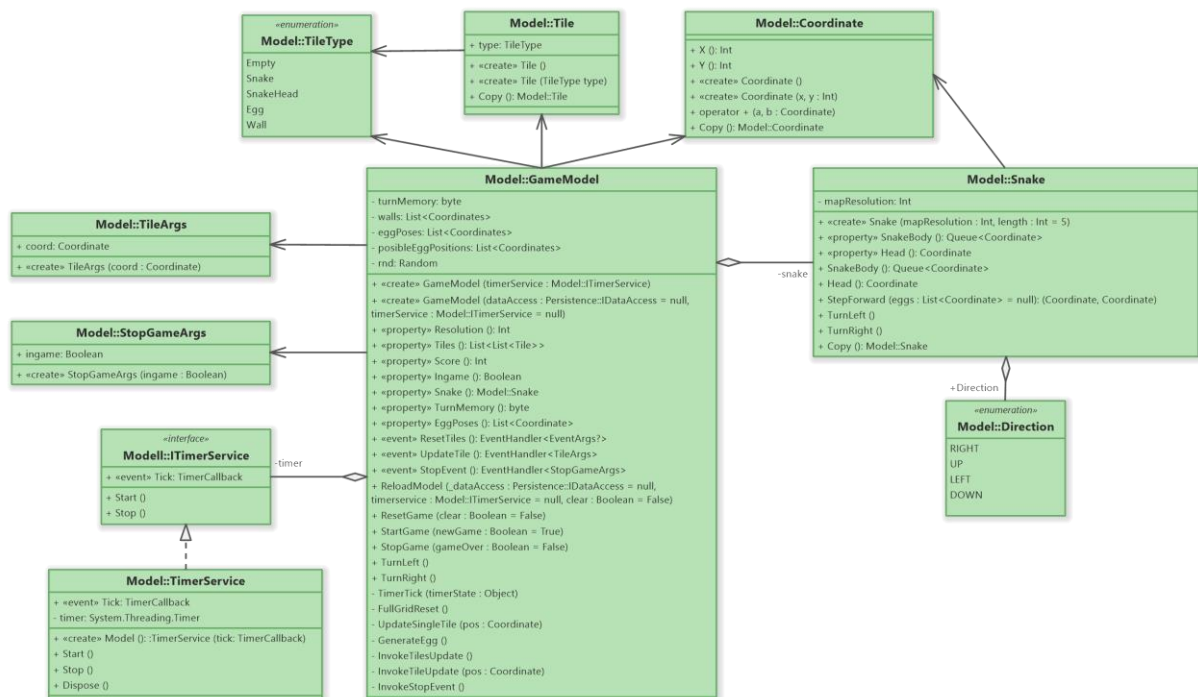 «enumeration»
Model::TileType
Empty
Snake
SnakeHead
Egg
Wall
Model::Tile
+ type: TileType
+ «create» Tile ()
+ «create» Tile (TileType type)
+ Copy (): Model::Tile
Model::Coordinate
+ X (): Int
+ Y (): Int
+ «create» Coordinate ()
+ «create» Coordinate (x, y : Int)
+ operator + (a, b : Coordinate)
+ Copy (): Model::Coordinate
Model::TileArgs
+ coord: Coordinate
+ «create» TileArgs (coord : Coordinate)
Model::StopGameArgs
+ ingame: Boolean
+ «create» StopGameArgs (ingame : Boolean)
«interface»
Modell::ITimerService
+ «event» Tick: TimerCallback
+ Start ()
+ Stop ()
-timer
Model::TimerService
+ «event» Tick: TimerCallback
- timer: System.Threading.Timer
+ «create» Model (): :TimerService (tick: TimerCallback)
+ Start ()
+ Stop ()
+ Dispose ()
Model::GameModel
- turnMemory: byte
- walls: List<Coordinates>
- eggPoses: List<Coordinates>
- posibleEggPositions: List<Coordinates>
- rnd: Random
+ «create» GameModel (timerService : Model::ITimerService)
+ «create» GameModel (dataAccess : Persistence::IDataAccess = null,
timerService : Model::ITimerService = null)
+ «property» Resolution (): Int
+ «property» Tiles (): List<List<Tile>>
+ «property» Score (): Int
+ «property» Ingame (): Boolean
+ «property» Snake (): Model::Snake
+ «property» TurnMemory (): byte
+ «property» EggPoses (): List<Coordinate>
+ «event» ResetTiles (): EventHandler<EventArgs?>
+ «event» UpdateTile (): EventHandler<TileArgs>
+ «event» StopEvent (): EventHandler<StopGameArgs>
+ ReloadModel (_dataAccess : Persistence::IDataAccess = null,
timerservice : Model::ITimerService = null, clear : Boolean = False)
+ ResetGame (clear : Boolean = False)
+ StartGame (newGame : Boolean = True)
+ StopGame (gameOver : Boolean = False)
+ TurnLeft ()
+ TurnRight ()
- TimerTick (timerState : Object)
- FullGridReset ()
- UpdateSingleTile (pos : Coordinate)
- GenerateEgg ()
- InvokeTilesUpdate ()
- InvokeTileUpdate (pos : Coordinate)
- InvokeStopEvent ()
-snake
Model::Snake
- mapResolution: Int
+ «create» Snake (mapResolution : Int, length : Int = 5)
+ «property» SnakeBody (): Queue<Coordinate>
+ «property» Head (): Coordinate
+ SnakeBody (): Queue<Coordinate>
+ Head (): Coordinate
+ StepForward (eggs : List<Coordinate> = null): (Coordinate, Coordinate)
+ TurnLeft ()
+ TurnRight ()
+ Copy (): Model::Snake
+Direction
«enumeration»
Model::Direction
RIGHT
UP
LEFT
DOWN